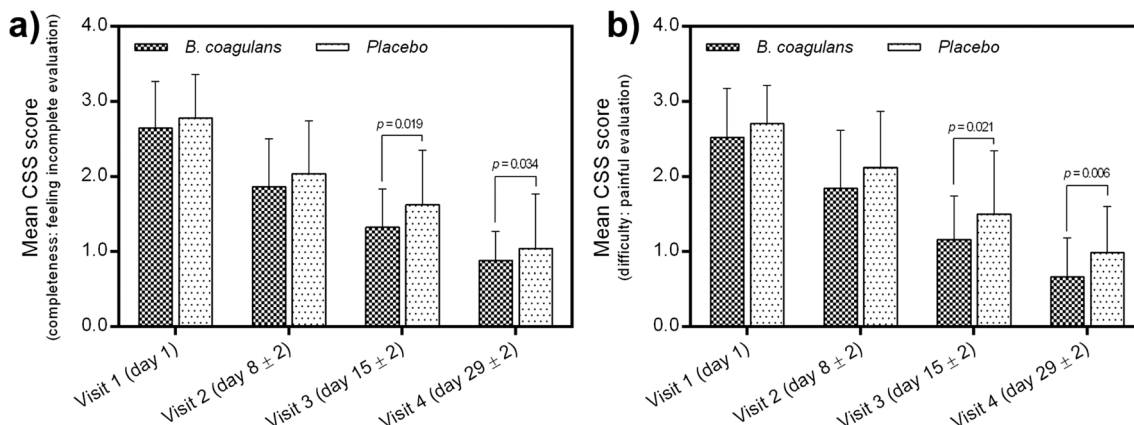 a)
Mean CSS score
(completeness: feeling incomplete evaluation)
4.0
3.0
2.0
1.0
0.0
B. coagulans
Placebo
p = 0.019
p = 0.034
Visit 1 (day 1)
Visit 2 (day 8 ± 2)
Visit 3 (day 15 ± 2)
Visit 4 (day 29 ± 2)
b)
Mean CSS score
(difficulty: painful evaluation)
4.0
3.0
2.0
1.0
0.0
B. coagulans
Placebo
p = 0.021
p = 0.006
Visit 1 (day 1)
Visit 2 (day 8 ± 2)
Visit 3 (day 15 ± 2)
Visit 4 (day 29 ± 2)